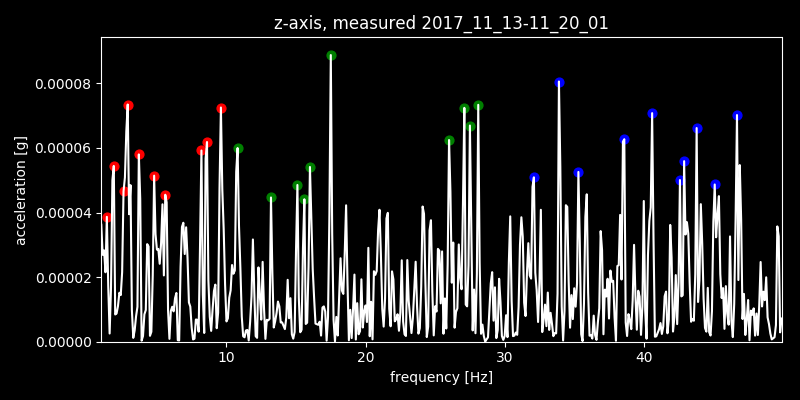 z-axis, measured 2017_11_13-11_20_01
0.00008
0.00006
0.00004
0.00002
0.00000
acceleration [g]
10 20 30 40
frequency [Hz]